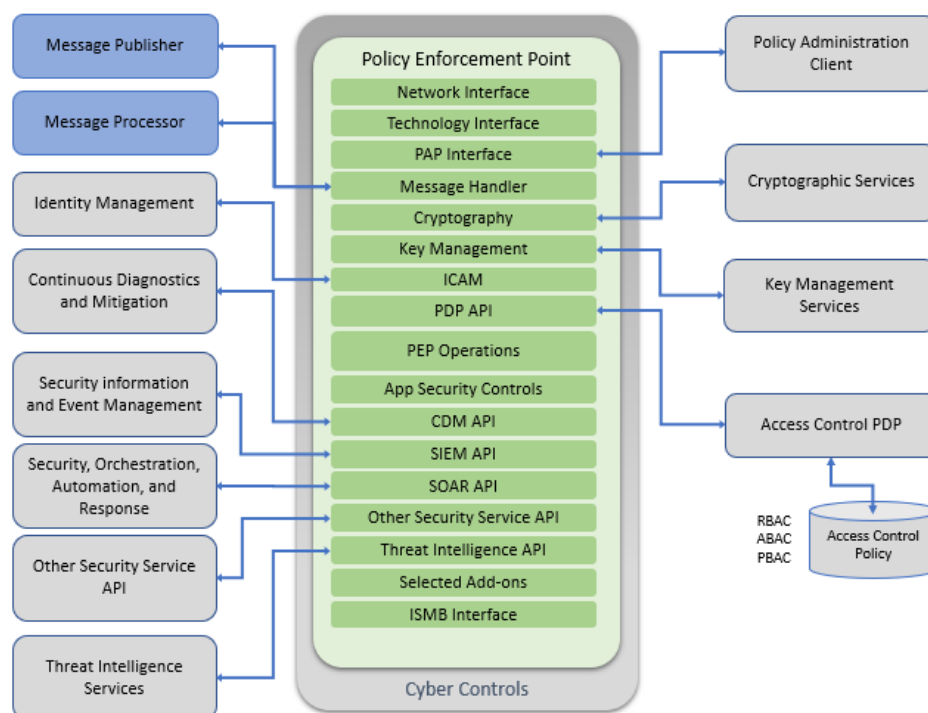 Message Publisher
Message Processor
Identity Management
Continuous Diagnostics
and Mitigation
Security information
and Event Management
Security, Orchestration,
Automation, and
Response
Other Security Service
API
Threat Intelligence
Services
Policy Enforcement Point
Network Interface
Technology Interface
PAP Interface
Message Handler
Cryptography
Key Management
ICAM
PDP API
PEP Operations
App Security Controls
CDM API
SIEM API
SOAR API
Other Security Service API
Threat Intelligence API
Selected Add-ons
ISMB Interface
Cyber Controls
Policy Administration
Client
Cryptographic Services
Key Management
Services
Access Control PDP
RBAC
ABAC
PBAC
Access Control
Policy